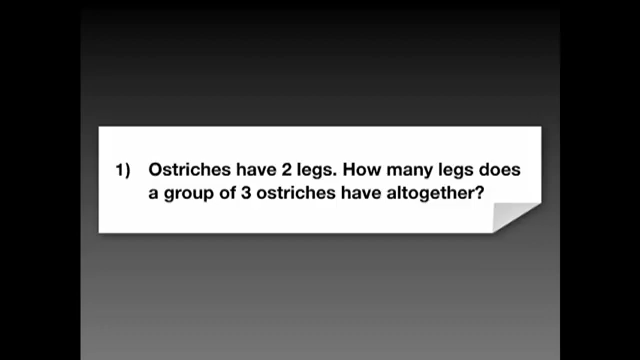 1) Ostriches have 2 legs. How many legs does
a group of 3 ostriches have altogether?